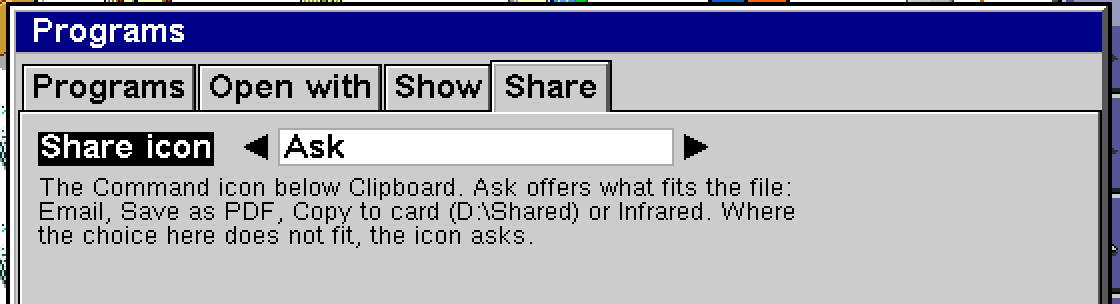 Programs
Programs Open with Show Share
Share icon Ask
The Command icon below Clipboard. Ask offers what fits the file:
Email, Save as PDF, Copy to card (D:\Shared) or Infrared. Where
the choice here does not fit, the icon asks.